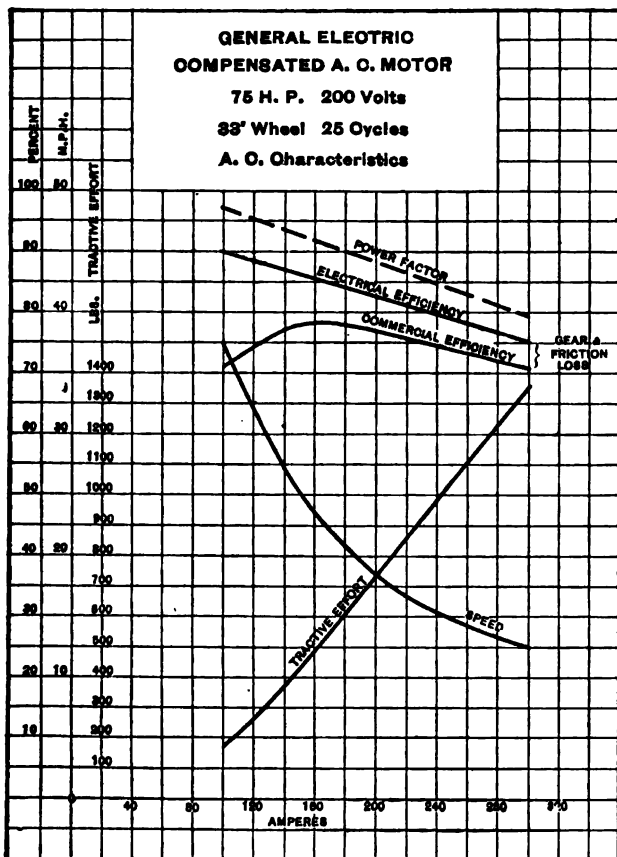 GENERAL ELECTRIC
COMPENSATED A. C. MOTOR
75 H. P. 200 Volts
33" Wheel 25 Cycles
A. C. Characteristics
PERCENT
M.P.H.
LBS. TRACTIVE EFFORT
100 50
90
80 40
70 1400
1300
60 30 1200
1100
50 1000
900
40 20 800
700
30 600
500
20 10 400
300
10 200
100
POWER FACTOR
ELECTRICAL EFFICIENCY
COMMERCIAL EFFICIENCY
GEAR &
FRICTION
LOSS
TRACTIVE EFFORT
SPEED
0 40 80 120 160 200 240 280 320
AMPERES